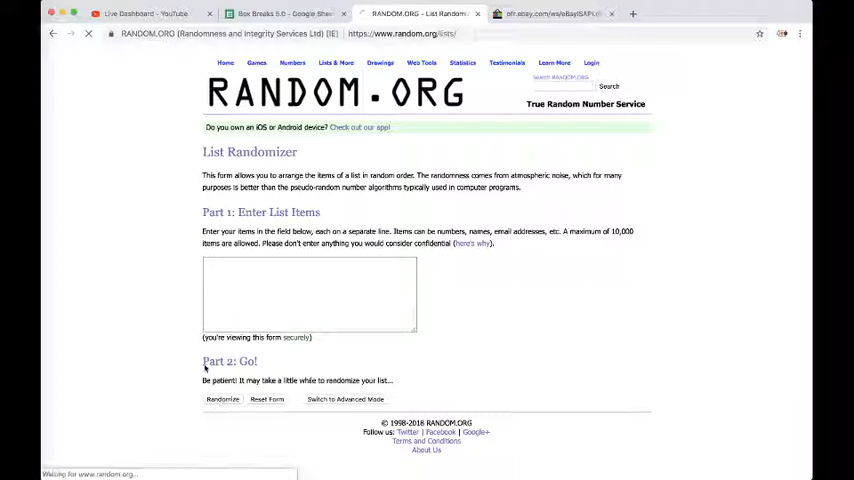 Live Dashboard - YouTube
Box Breaks 5.0 - Google Shee
RANDOM.ORG - List Random
ofr.ebay.com/ws/eBayISAPI.d
RANDOM.ORG (Randomness and Integrity Services Ltd) [IE] | https://www.random.org/lists/
Home Games Numbers Lists & More Drawings Web Tools Statistics Testimonials Learn More Login
RANDOM.ORG
Search RANDOM.ORG
Search
True Random Number Service
Do you own an iOS or Android device? Check out our app!
List Randomizer
This form allows you to arrange the items of a list in random order. The randomness comes from atmospheric noise, which for many
purposes is better than the pseudo-random number algorithms typically used in computer programs.
Part 1: Enter List Items
Enter your items in the field below, each on a separate line. Items can be numbers, names, email addresses, etc. A maximum of 10,000
items are allowed. Please don't enter anything you would consider confidential (here's why).
(you're viewing this form securely)
Part 2: Go!
Be patient! It may take a little while to randomize your list...
Randomize Reset Form Switch to Advanced Mode
© 1998-2018 RANDOM.ORG
Follow us: Twitter | Facebook | Google+
Terms and Conditions
About Us
Waiting for www.random.org...